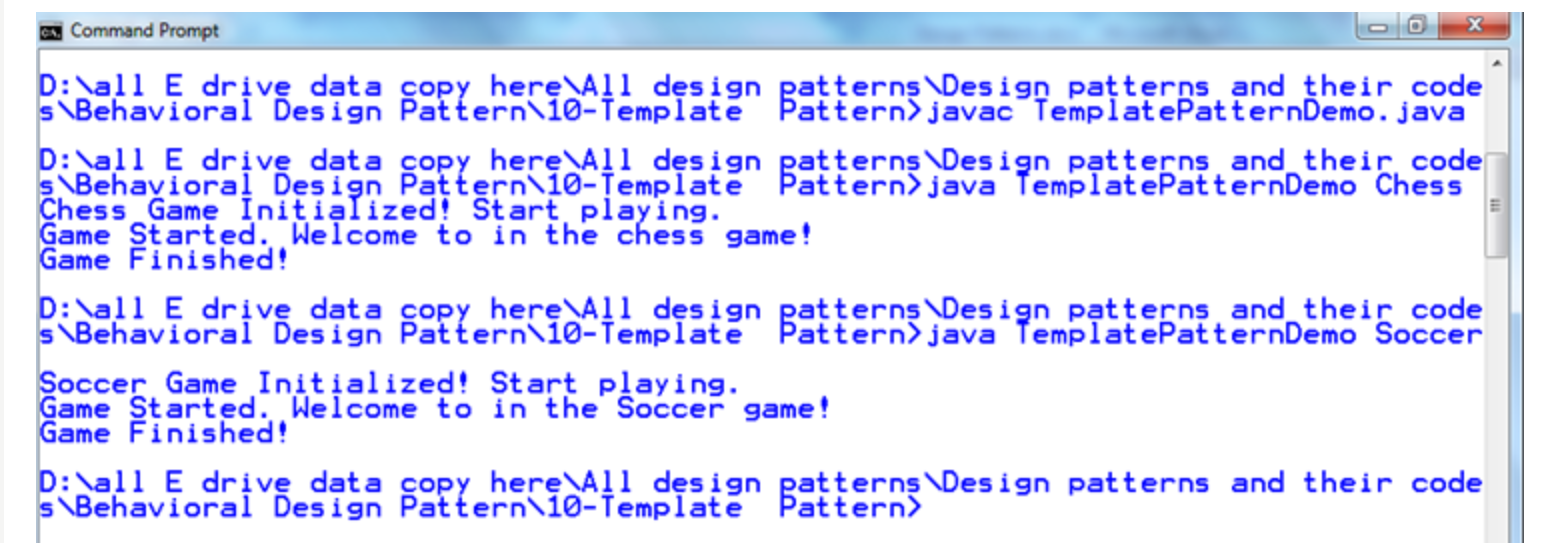 Command Prompt
D:\all E drive data copy here\All design patterns\Design patterns and their code
s\Behavioral Design Pattern\10-Template  Pattern>javac TemplatePatternDemo.java
D:\all E drive data copy here\All design patterns\Design patterns and their code
s\Behavioral Design Pattern\10-Template  Pattern>java TemplatePatternDemo Chess
Chess Game Initialized! Start playing.
Game Started. Welcome to in the chess game!
Game Finished!
D:\all E drive data copy here\All design patterns\Design patterns and their code
s\Behavioral Design Pattern\10-Template  Pattern>java TemplatePatternDemo Soccer
Soccer Game Initialized! Start playing.
Game Started. Welcome to in the Soccer game!
Game Finished!
D:\all E drive data copy here\All design patterns\Design patterns and their code
s\Behavioral Design Pattern\10-Template  Pattern>